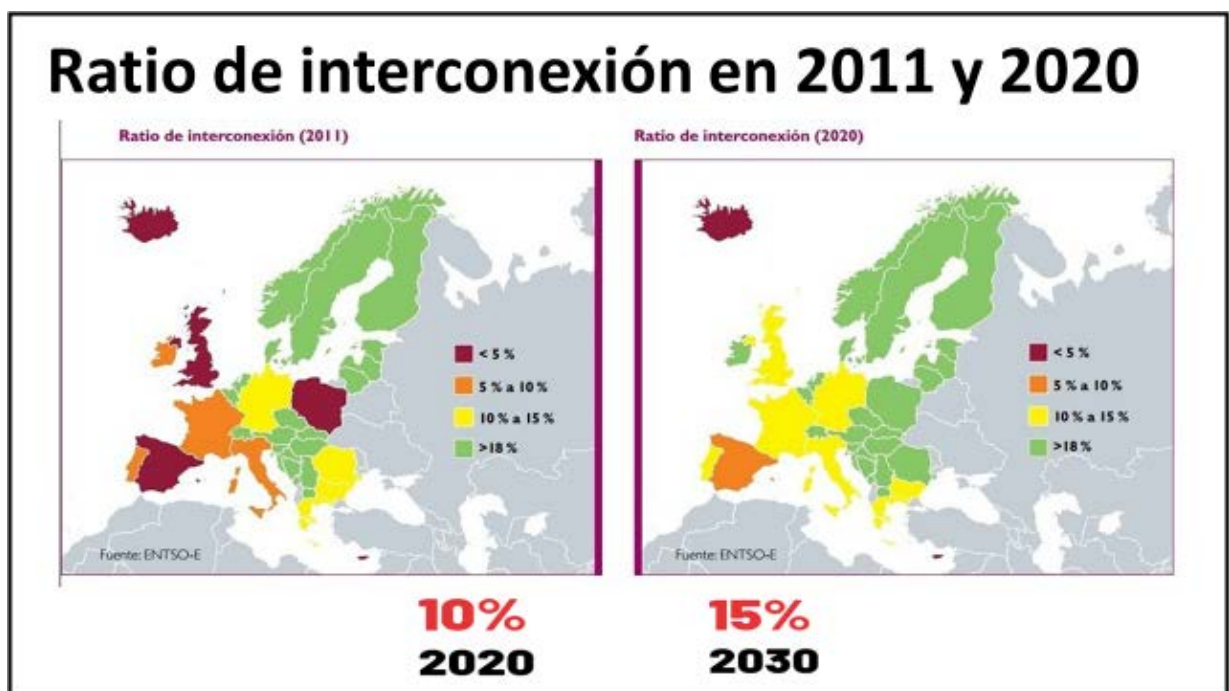 Ratio de interconexión en 2011 y 2020
Ratio de interconexión (2011)
< 5 %
5 % a 10 %
10 % a 15 %
>18 %
Fuente: ENTSO-E
Ratio de interconexión (2020)
< 5 %
5 % a 10 %
10 % a 15 %
>18 %
Fuente: ENTSO-E
10%
2020
15%
2030